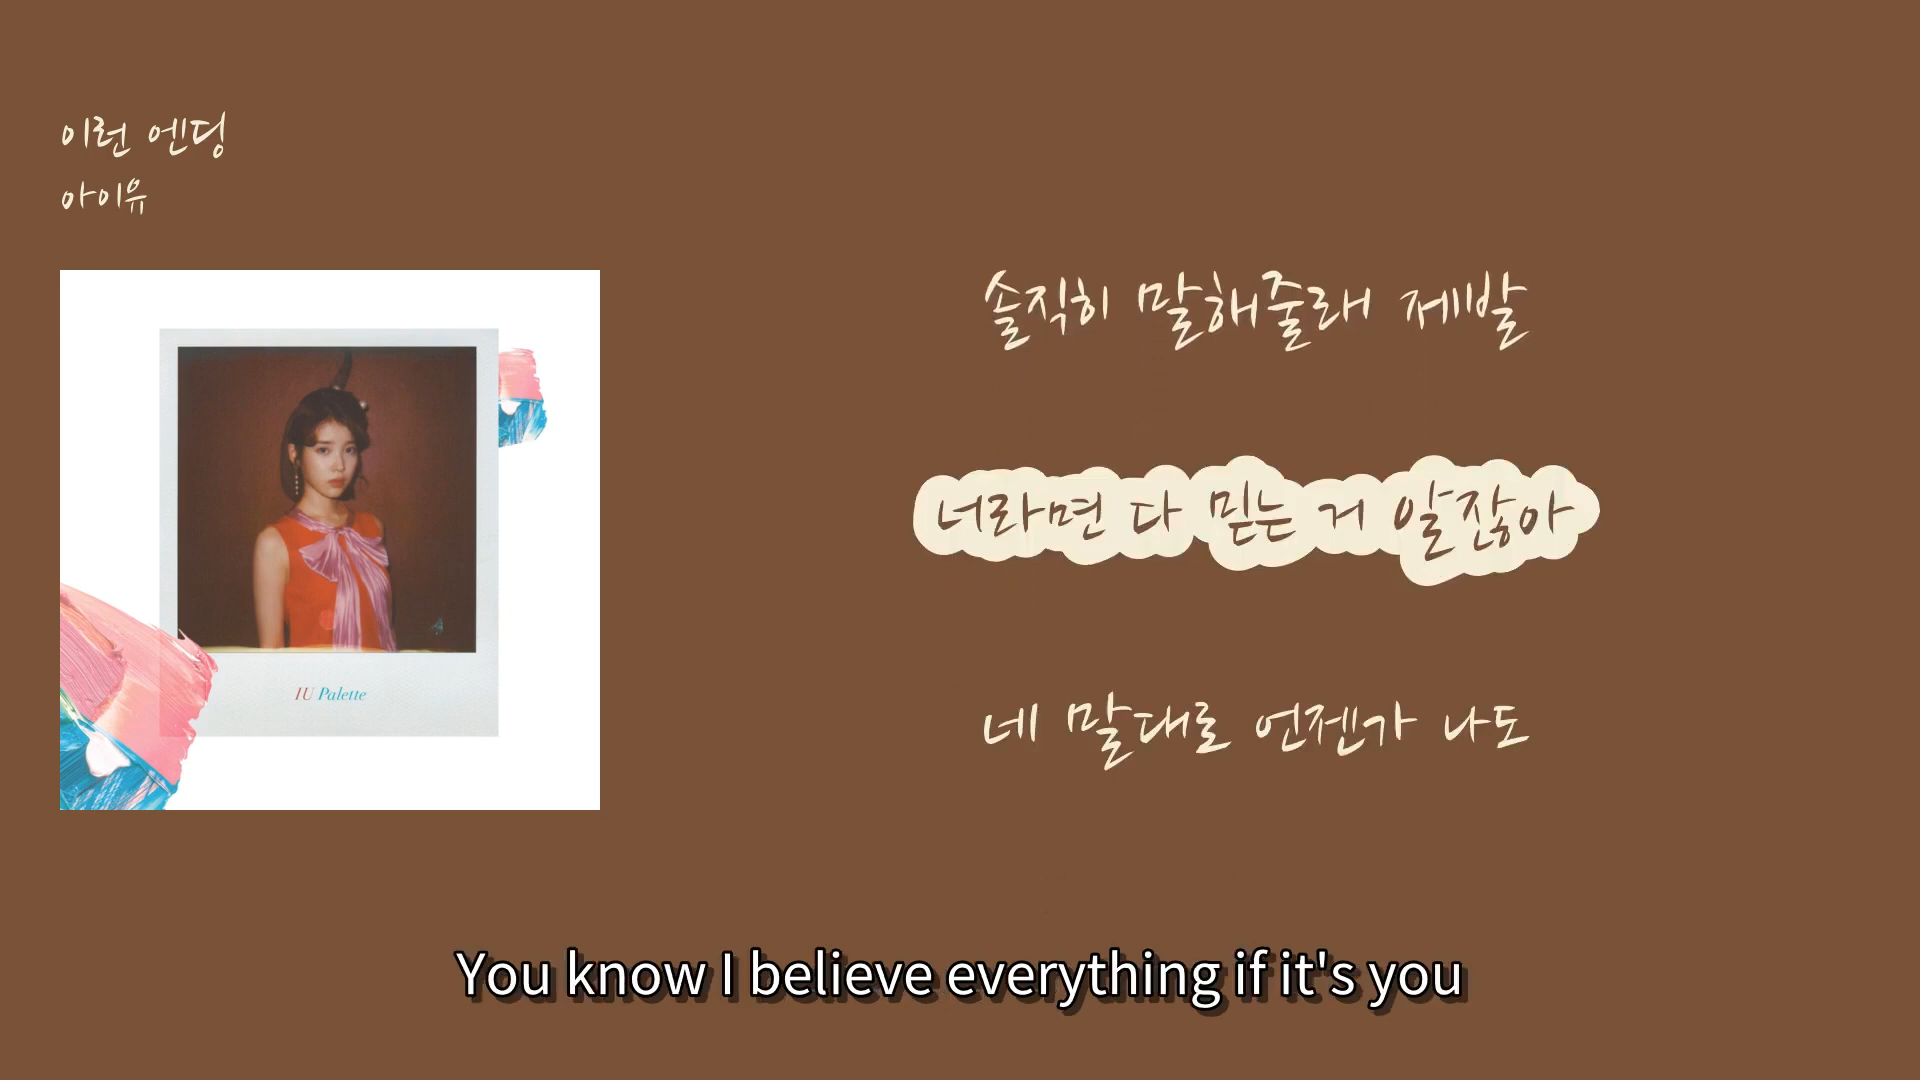 이런 엔딩
아이유
IU Palette
솔직히 말해줄래 제발
너라면 다 믿는 거 알잖아
네 말대로 언젠가 나도
You know I believe everything if it's you